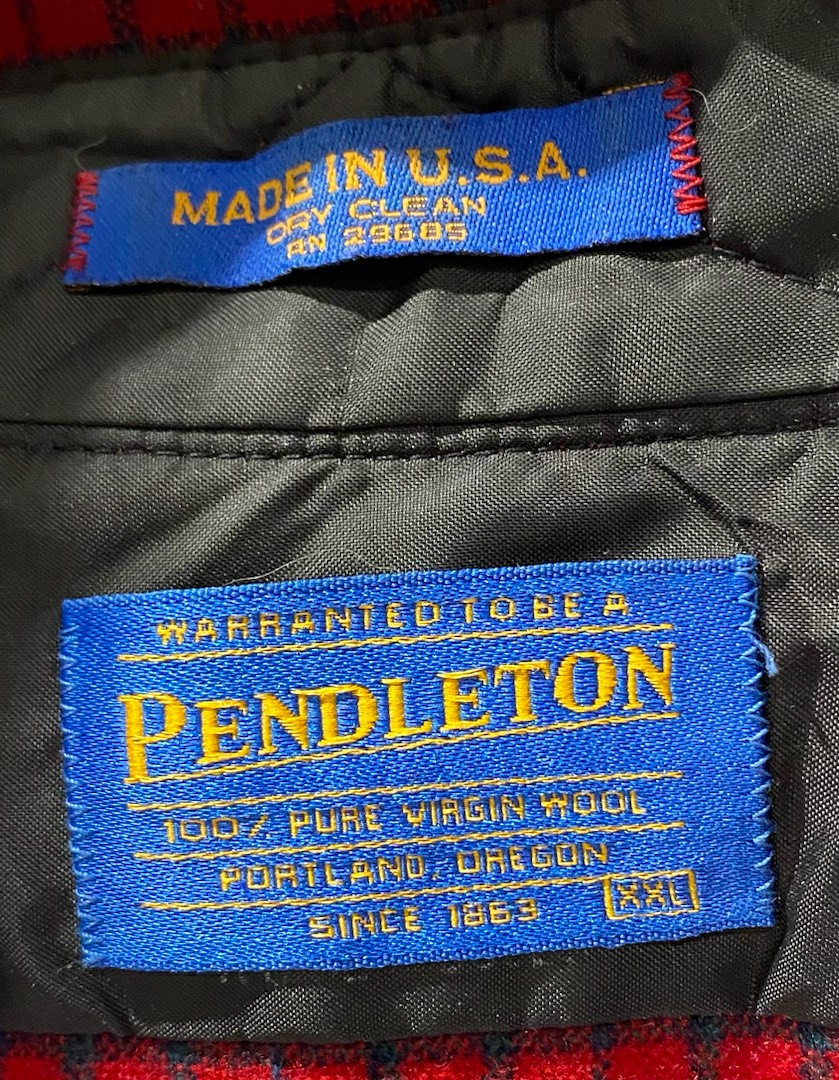 MADE IN U.S.A.
DRY CLEAN
RN 29685
WARRANTED TO BE A
PENDLETON
100% PURE VIRGIN WOOL
PORTLAND, OREGON
SINCE 1863
XXL